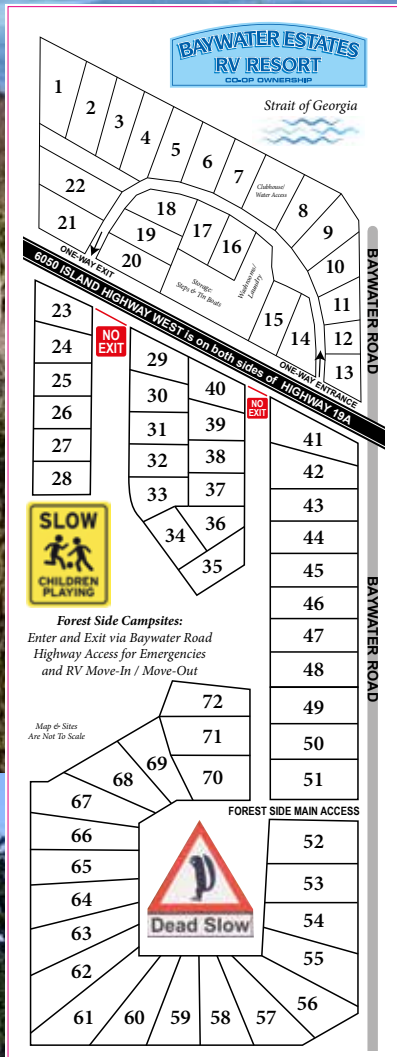 BAYWATER ESTATES
RV RESORT
CO-OP OWNERSHIP
Strait of Georgia
1
2
3
4
5
6
7
Clubhouse/
Water Access
8
9
10
11
12
13
22
21
18
19
20
17
16
Storage:
Steps & Tin Boats
Washrooms/
Laundry
15
14
ONE-WAY EXIT
ONE-WAY ENTRANCE
BAYWATER ROAD
6050 ISLAND HIGHWAY WEST is on both sides of HIGHWAY 19A
23
24
25
26
27
28
NO
EXIT
29
30
31
32
33
34
35
36
37
38
39
40
NO
EXIT
41
42
43
44
45
46
47
48
49
50
51
BAYWATER ROAD
SLOW
CHILDREN
PLAYING
Forest Side Campsites:
Enter and Exit via Baywater Road
Highway Access for Emergencies
and RV Move-In / Move-Out
Map & Sites
Are Not To Scale
72
71
70
69
68
67
66
65
64
63
62
61
60
59
58
57
56
55
54
53
52
FOREST SIDE MAIN ACCESS
Dead Slow